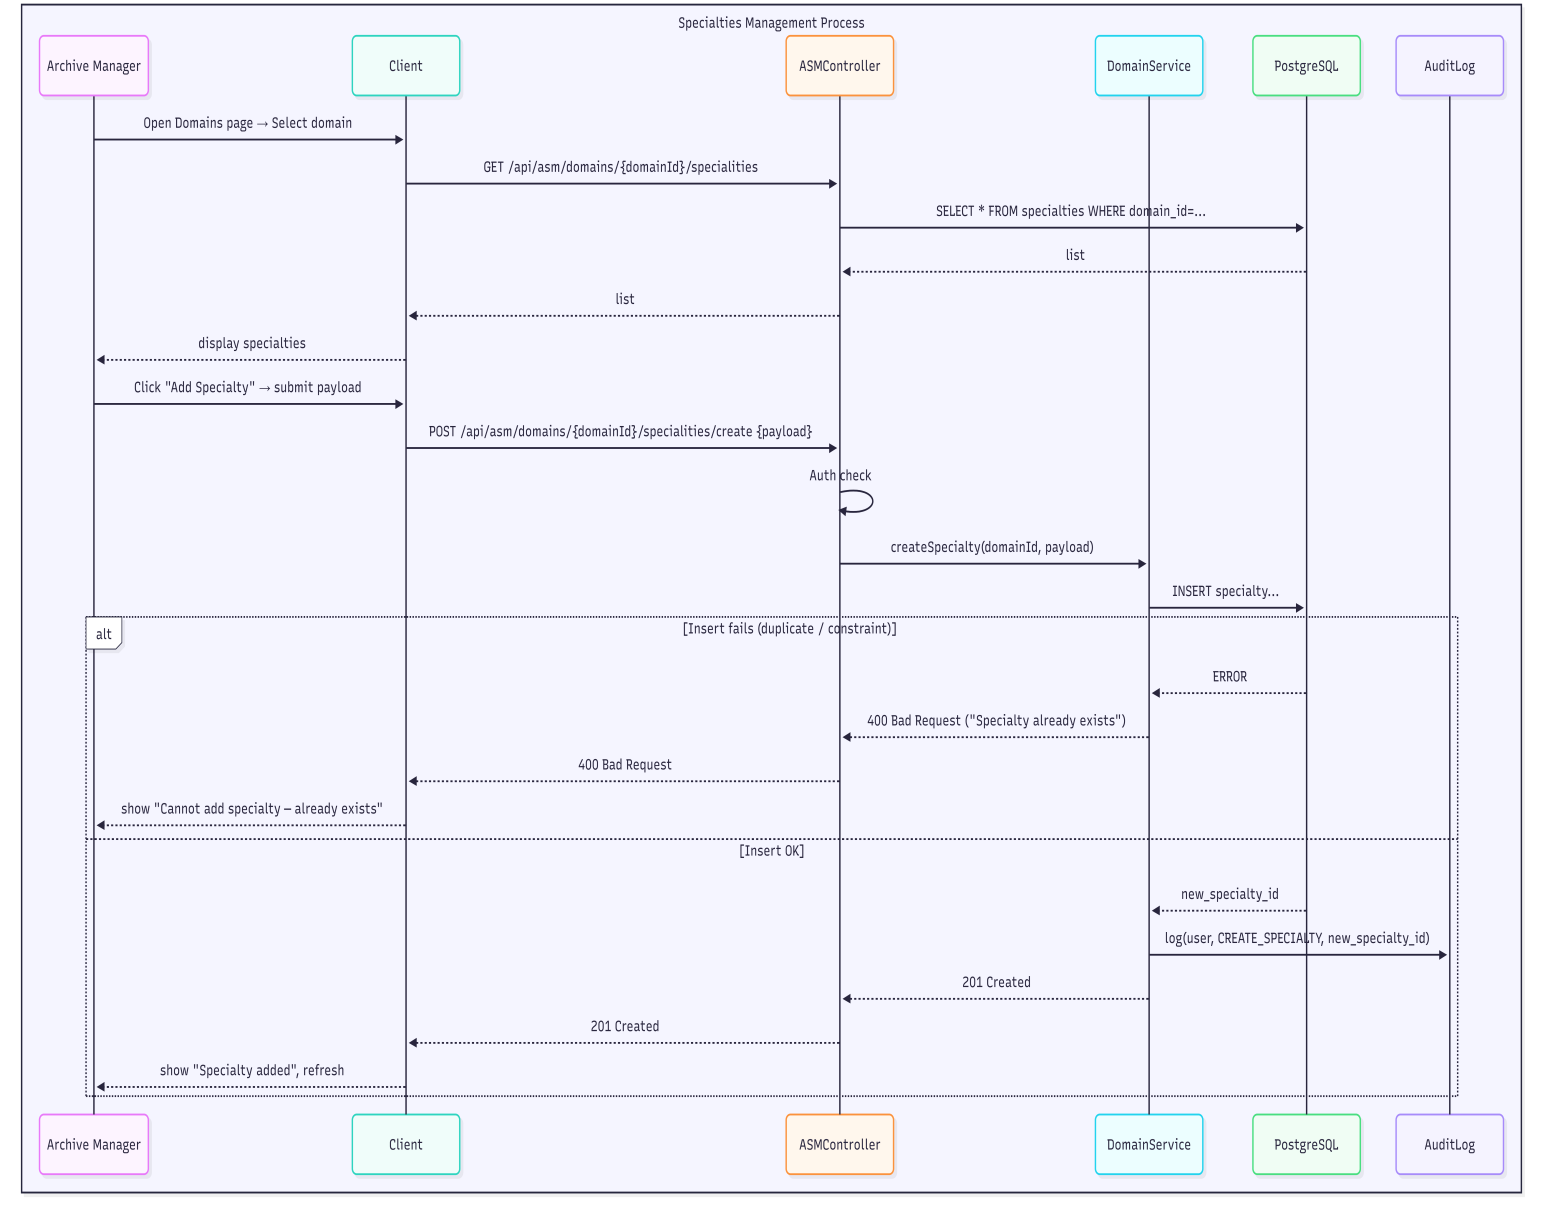 Specialties Management Process
Archive Manager
Client
ASMController
DomainService
PostgreSQL
AuditLog
Open Domains page → Select domain
GET /api/asm/domains/{domainId}/specialities
SELECT * FROM specialties WHERE domain_id=...
list
list
display specialties
Click "Add Specialty" → submit payload
POST /api/asm/domains/{domainId}/specialities/create {payload}
Auth check
createSpecialty(domainId, payload)
INSERT specialty...
alt
[Insert fails (duplicate / constraint)]
ERROR
400 Bad Request ("Specialty already exists")
400 Bad Request
show "Cannot add specialty — already exists"
[Insert OK]
new_specialty_id
log(user, CREATE_SPECIALTY, new_specialty_id)
201 Created
201 Created
show "Specialty added", refresh
Archive Manager
Client
ASMController
DomainService
PostgreSQL
AuditLog